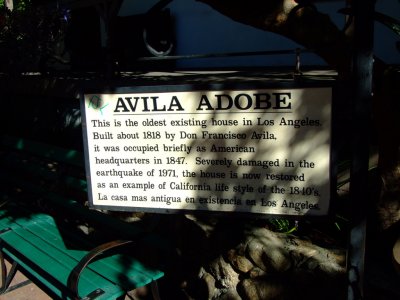 AVILA ADOBE
This is the oldest existing house in Los Angeles.
Built about 1818 by Don Francisco Avila,
it was occupied briefly as American
headquarters in 1847. Severely damaged in the
earthquake of 1971, the house is now restored
as an example of California life style of the 1840's.
La casa mas antigua en existencia en Los Angeles.